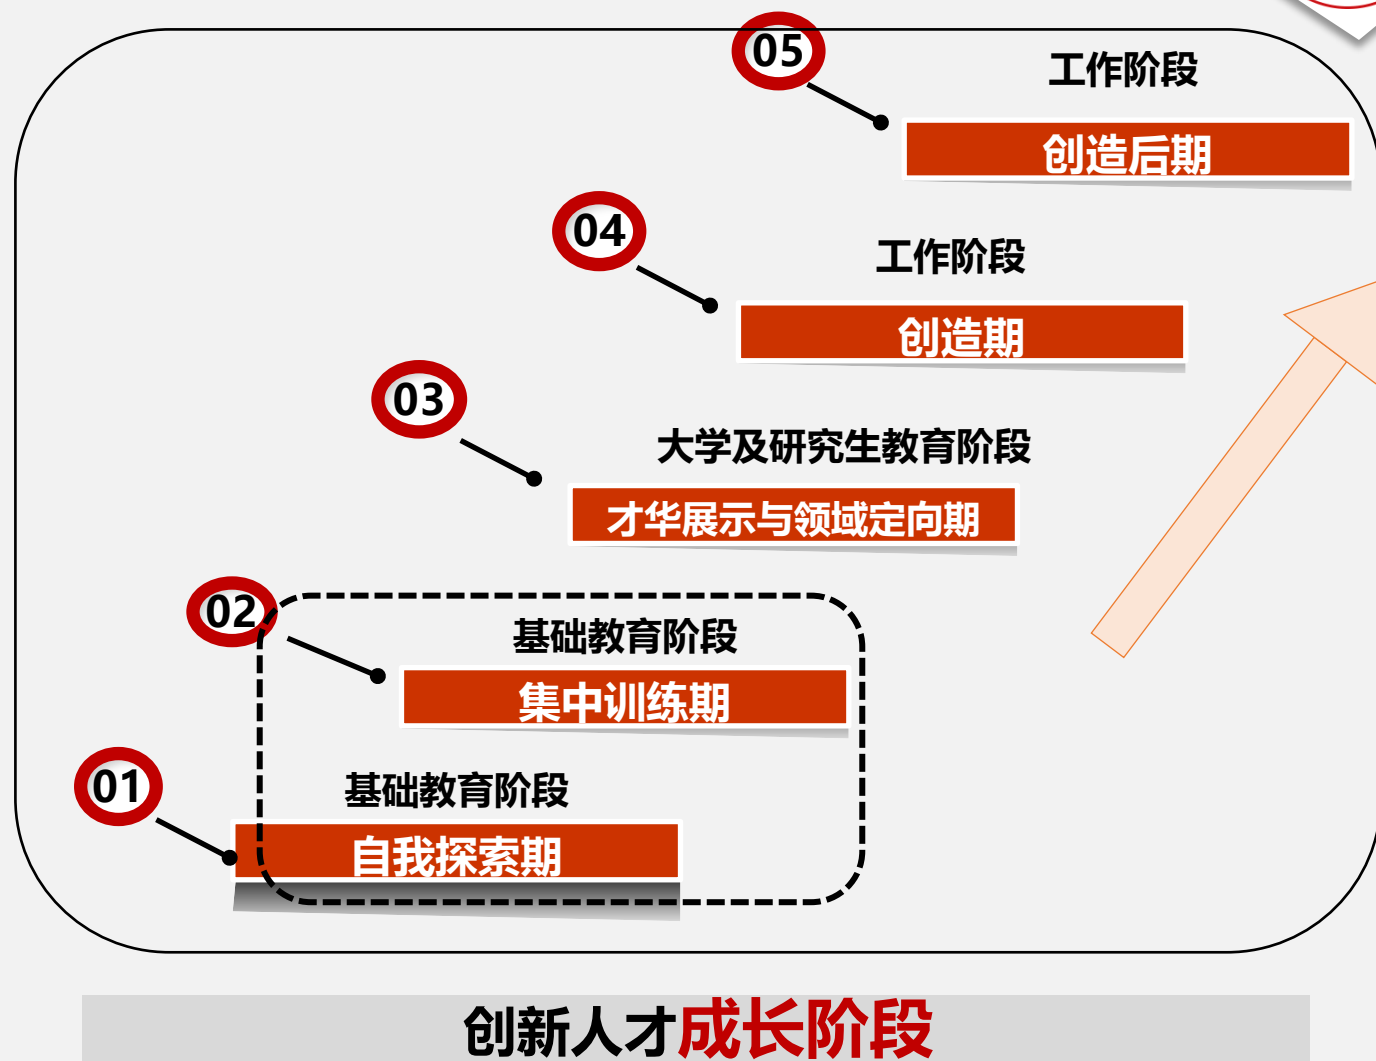 05
工作阶段
创造后期
04
工作阶段
创造期
03
大学及研究生教育阶段
才华展示与领域定向期
02
基础教育阶段
集中训练期
01
基础教育阶段
自我探索期
创新人才成长阶段